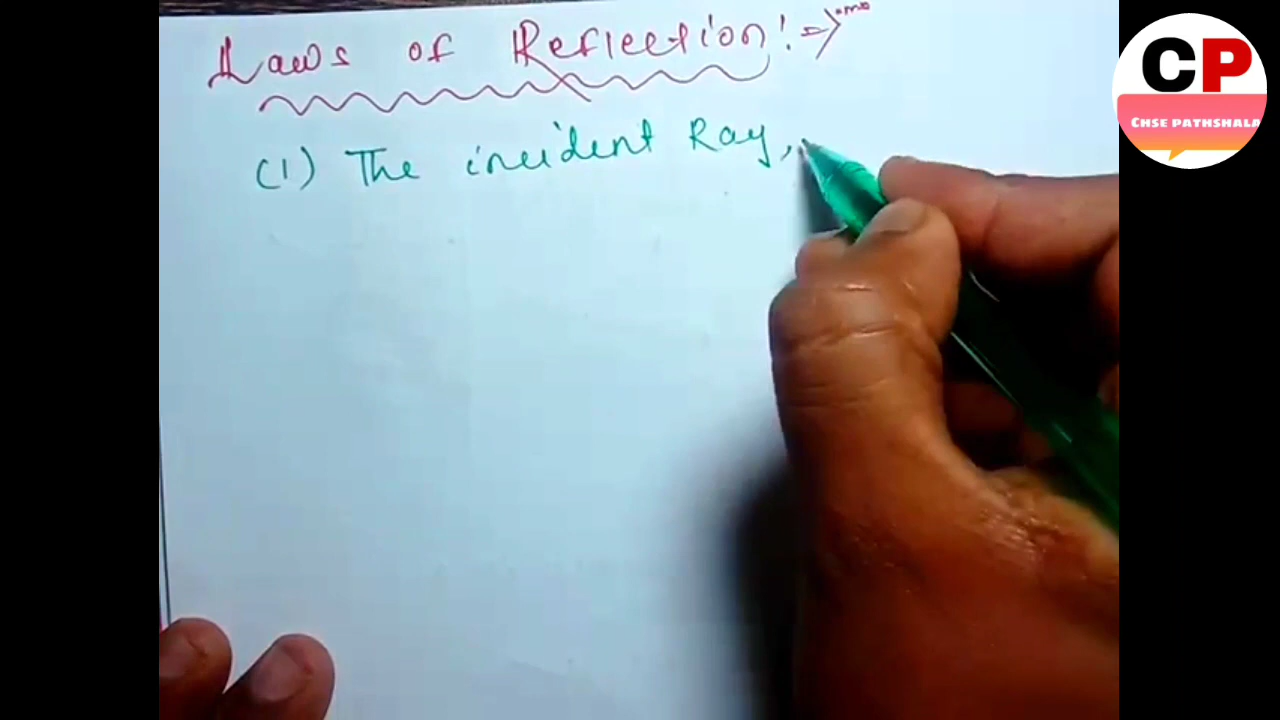 Laws of Reflection :=>
(1) The incident Ray,
CP
CHSE PATHSHALA